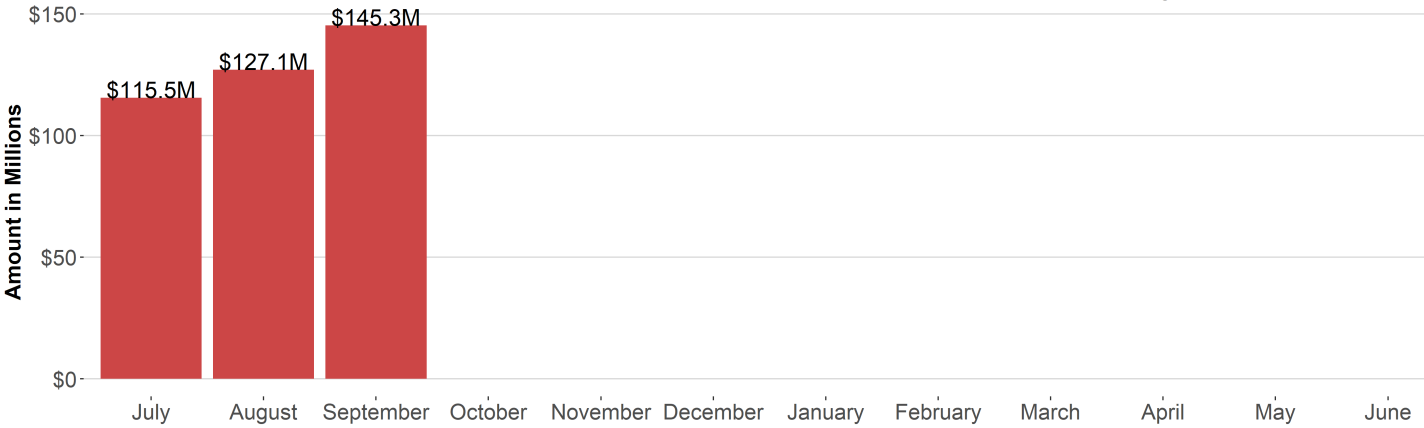 $150
$145.3M
$127.1M
$115.5M
$100
Amount in Millions
$50
$0
July August September October November December January February March April May June